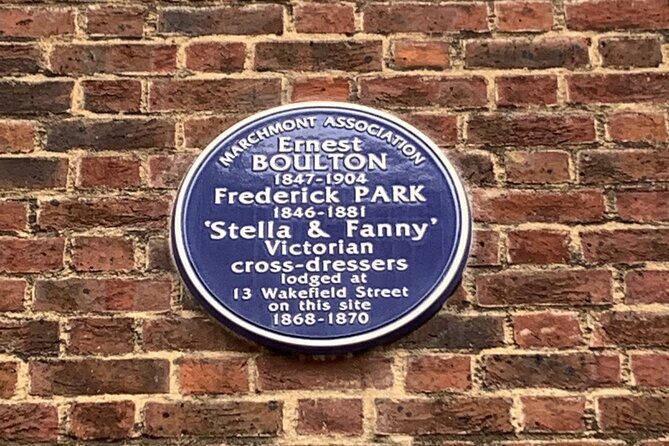 MARCHMONT ASSOCIATION
Ernest
BOULTON
1847-1904
Frederick PARK
1846-1881
‘Stella & Fanny’
Victorian
cross-dressers
lodged at
13 Wakefield Street
on this site
1868-1870